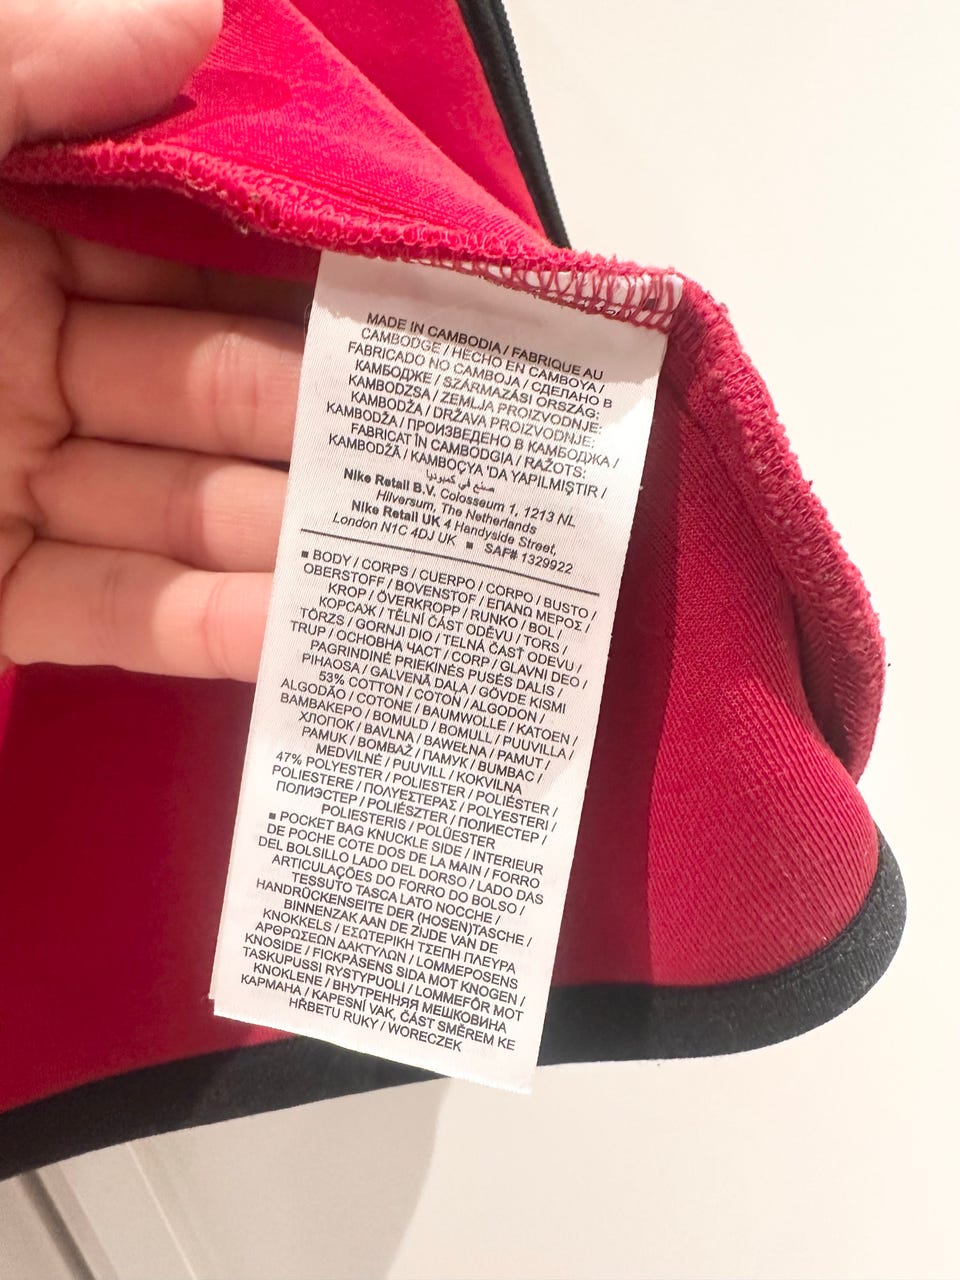 MADE IN CAMBODIA / FABRIQUE AU
CAMBODGE / HECHO EN CAMBOYA /
FABRICADO NO CAMBOJA / СДЕЛАНО В
КАМБОДЖЕ / SZÁRMAZÁSI ORSZÁG:
KAMBODZSA / ZEMLJA PROIZVODNJE:
KAMBODŽA / DRŽAVA PROIZVODNJE:
KAMBODŽA / ПРОИЗВЕДЕНО В КАМБОДЖА /
FABRICAT ÎN CAMBODGIA / RAŽOTS:
KAMBODŽĀ / KAMBOÇYA 'DA YAPILMIŞTIR /
صنع في كمبوديا
Nike Retail B.V. Colosseum 1, 1213 NL
Hilversum, The Netherlands
Nike Retail UK 4 Handyside Street,
London N1C 4DJ UK ■ SAF# 1329922
■ BODY / CORPS / CUERPO / CORPO / BUSTO /
OBERSTOFF / BOVENSTOF / ΕΠΑΝΩ ΜΕΡΟΣ /
KROP / ÖVERKROPP / RUNKO / BOL /
КОРСАЖ / TĚLNÍ ČÁST ODĚVU / TORS /
TÖRZS / GORNJI DIO / TELNÁ ČASŤ ODEVU /
TRUP / ОСНОВНА ЧАСТ / CORP / GLAVNI DEO /
PAGRINDINĖ PRIEKINĖS PUSĖS DALIS /
PIHAOSA / GALVENĀ DAĻA / GÖVDE KISMI
53% COTTON / COTON / ALGODON /
ALGODÃO / COTONE / BAUMWOLLE / KATOEN /
ΒΑΜΒΑΚΕΡΟ / BOMULD / BOMULL / PUUVILLA /
ХЛОПОК / BAVLNA / BAWEŁNA / PAMUT /
PAMUK / BOMBAŽ / ПАМУК / BUMBAC /
MEDVILNĖ / PUUVILL / KOKVILNA
47% POLYESTER / POLIESTER / POLIÉSTER /
POLIESTERE / ΠΟΛΥΕΣΤΕΡΑΣ / POLYESTERI /
ПОЛИЭСТЕР / POLIÉSZTER / ПОЛИЕСТЕР /
POLIESTERIS / POLÜESTER
■ POCKET BAG KNUCKLE SIDE / INTERIEUR
DE POCHE COTE DOS DE LA MAIN / FORRO
DEL BOLSILLO LADO DEL DORSO / LADO DAS
ARTICULAÇÕES DO FORRO DO BOLSO /
TESSUTO TASCA LATO NOCCHE /
HANDRÜCKENSEITE DER (HOSEN)TASCHE /
BINNENZAK AAN DE ZIJDE VAN DE
KNOKKELS / ΕΣΩΤΕΡΙΚΗ ΤΣΕΠΗ ΠΛΕΥΡΑ
ΑΡΘΡΩΣΕΩΝ ΔΑΚΤΥΛΩΝ / LOMMEPOSENS
KNOSIDE / FICKPÅSENS SIDA MOT KNOGEN /
TASKUPUSSI RYSTYPUOLI / LOMMEFÔR MOT
KNOKLENE / ВНУТРЕННЯЯ МЕШКОВИНА
КАРМАНА / KAPESNÍ VAK, ČÁST SMĚREM KE
HŘBETU RUKY / WORECZEK